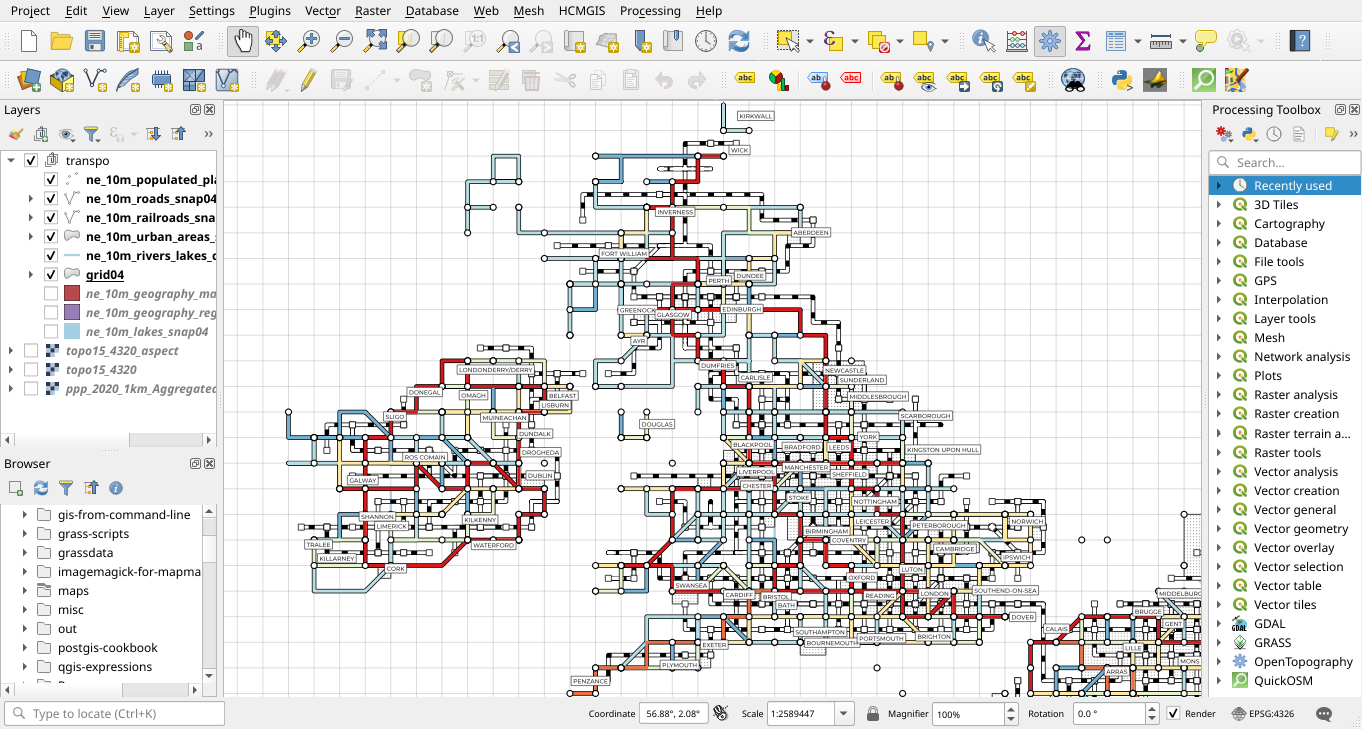 Project Edit View Layer Settings Plugins Vector Raster Database Web Mesh HCMGIS Processing Help
1:1
abc abc abc abc abc abc abc abc
Layers
transpo
ne_10m_populated_pla
ne_10m_roads_snap04
ne_10m_railroads_sna
ne_10m_urban_areas_
ne_10m_rivers_lakes_c
grid04
ne_10m_geography_ma
ne_10m_geography_reg
ne_10m_lakes_snap04
topo15_4320_aspect
topo15_4320
ppp_2020_1km_Aggregated
Browser
gis-from-command-line
grass-scripts
grassdata
imagemagick-for-mapma
maps
misc
out
postgis-cookbook
qgis-expressions
KIRKWALL
WICK
INVERNESS
ABERDEEN
FORT WILLIAM
DUNDEE
PERTH
GREENOCK
EDINBURGH
GLASGOW
AYR
DUMFRIES
NEWCASTLE
LONDONDERRY/DERRY
CARLISLE
SUNDERLAND
DONEGAL
OMAGH
BELFAST
MIDDLESBROUGH
LISBURN
SLIGO
MUINEACHAN
SCARBOROUGH
DOUGLAS
DUNDALK
YORK
BLACKPOOL
BRADFORD
LEEDS
KINGSTON UPON HULL
DROGHEDA
ROS COMAIN
MANCHESTER
LIVERPOOL
SHEFFIELD
DUBLIN
GALWAY
CHESTER
STOKE
NOTTINGHAM
SHANNON
KILKENNY
LEICESTER
NORWICH
LIMERICK
PETERBOROUGH
BIRMINGHAM
COVENTRY
TRALEE
WATERFORD
CAMBRIDGE
KILLARNEY
IPSWICH
CORK
LUTON
OXFORD
SWANSEA
SOUTHEND-ON-SEA
CARDIFF
BRISTOL
READING
LONDON
MIDDELBURG
BATH
BRUGGE
DOVER
GENT
CALAIS
SOUTHAMPTON
PORTSMOUTH
BRIGHTON
BOURNEMOUTH
EXETER
LILLE
PLYMOUTH
MONS
ARRAS
PENZANCE
Processing Toolbox
Search...
Recently used
3D Tiles
Cartography
Database
File tools
GPS
Interpolation
Layer tools
Mesh
Network analysis
Plots
Raster analysis
Raster creation
Raster terrain a...
Raster tools
Vector analysis
Vector creation
Vector general
Vector geometry
Vector overlay
Vector selection
Vector table
Vector tiles
GDAL
GRASS
OpenTopography
QuickOSM
Type to locate (Ctrl+K) Coordinate 56.88°, 2.08° Scale 1:2589447 Magnifier 100% Rotation 0.0 ° Render EPSG:4326